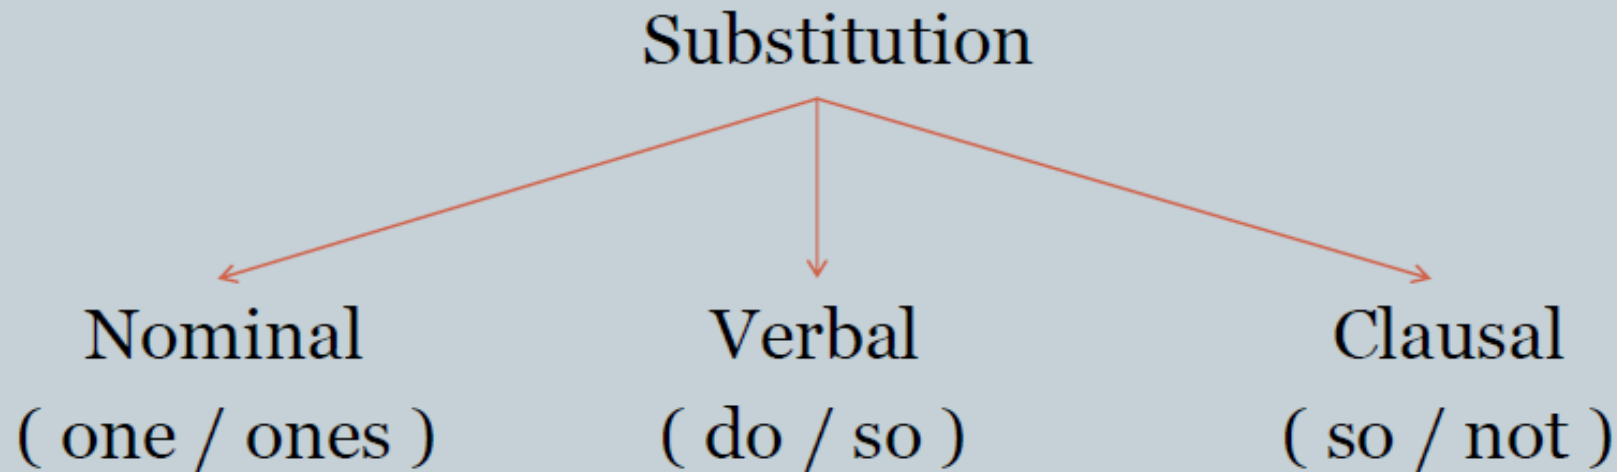 Substitution
Nominal Verbal Clausal
( one / ones ) ( do / so ) ( so / not )